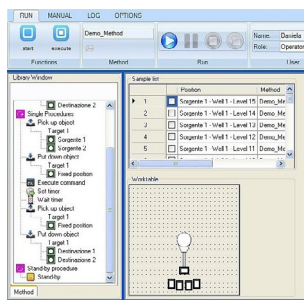 RUN MANUAL LOG OPTIONS
start execute
Functions
Demo_Method
Method
Run
Name: Daniela
Role: Operator
User
Library Window
Destinazione 2
Single Procedures
Pick up object
Target 1
Sorgente 1
Sorgente 2
Put down object
Target 1
Fixed position
Execute command
Set timer
Wait timer
Pick up object
Target 1
Fixed position
Put down object
Target 1
Destinazione 1
Destinazione 2
Stand-by procedure
Stand-by
Method
Sample list
Position Method
1 Sorgente 1 - Well 1 - Level 15 Demo_Me
2 Sorgente 1 - Well 1 - Level 14 Demo_Me
3 Sorgente 1 - Well 1 - Level 13 Demo_Me
4 Sorgente 1 - Well 1 - Level 12 Demo_Me
5 Sorgente 1 - Well 1 - Level 11 Demo_Me
Worktable